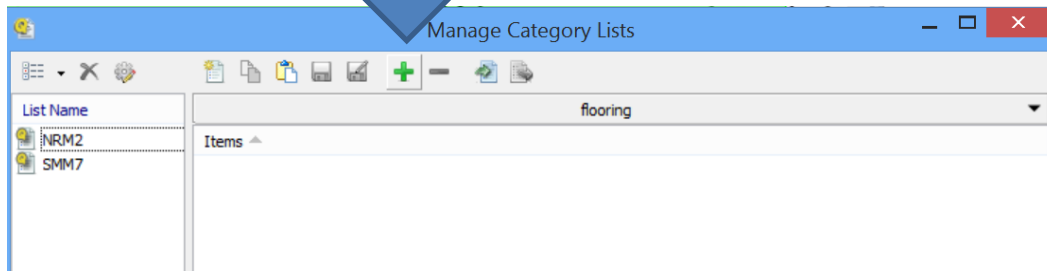 Manage Category Lists
List Name
flooring
NRM2
Items
SMM7